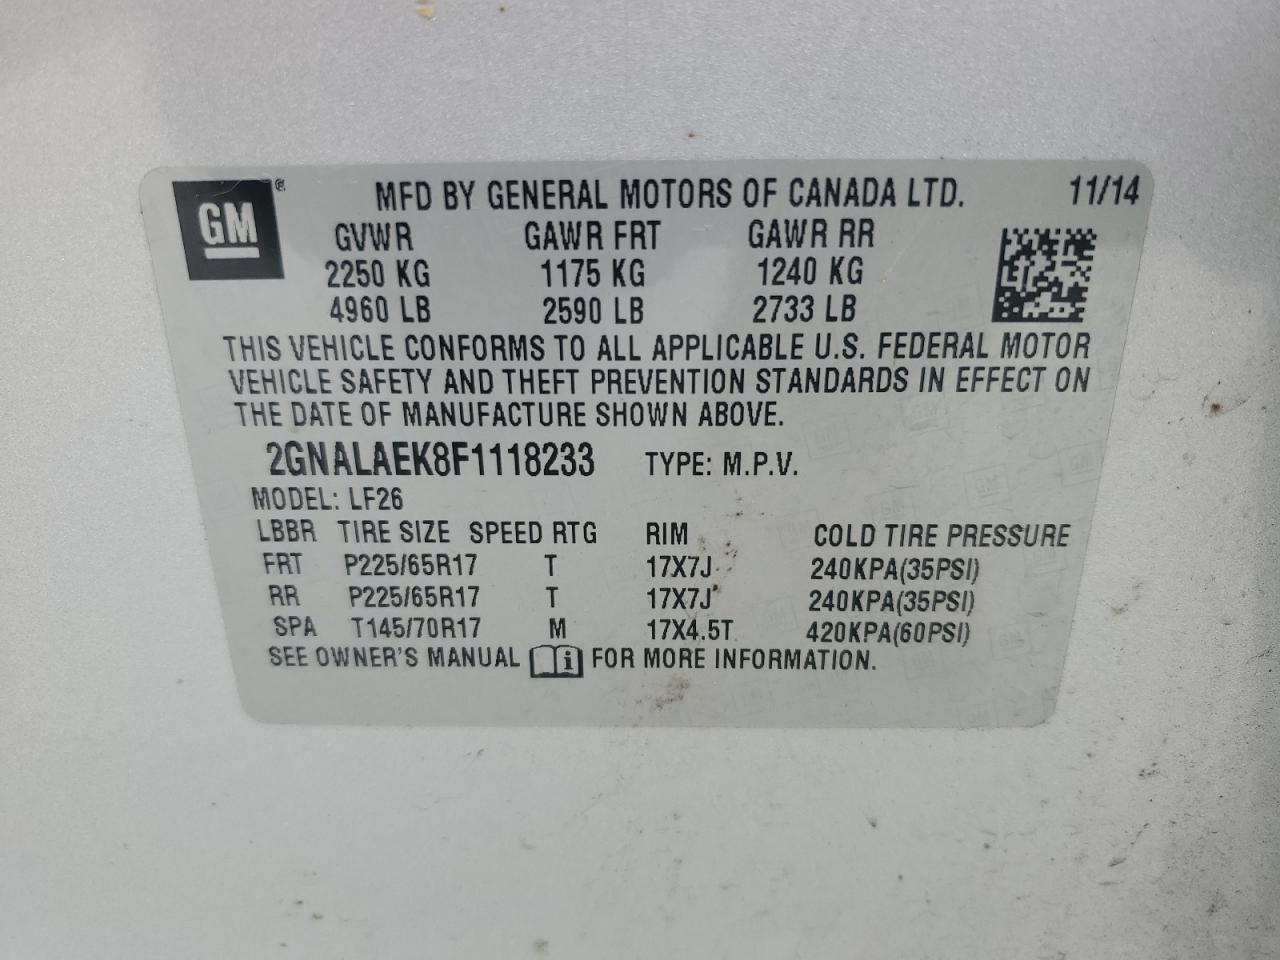 GM® MFD BY GENERAL MOTORS OF CANADA LTD. 11/14
GVWR GAWR FRT GAWR RR
2250 KG 1175 KG 1240 KG
4960 LB 2590 LB 2733 LB
THIS VEHICLE CONFORMS TO ALL APPLICABLE U.S. FEDERAL MOTOR
VEHICLE SAFETY AND THEFT PREVENTION STANDARDS IN EFFECT ON
THE DATE OF MANUFACTURE SHOWN ABOVE.
2GNALAEK8F1118233 TYPE: M.P.V.
MODEL: LF26
LBBR TIRE SIZE SPEED RTG RIM COLD TIRE PRESSURE
FRT P225/65R17 T 17X7J 240KPA(35PSI)
RR P225/65R17 T 17X7J 240KPA(35PSI)
SPA T145/70R17 M 17X4.5T 420KPA(60PSI)
SEE OWNER'S MANUAL i FOR MORE INFORMATION.